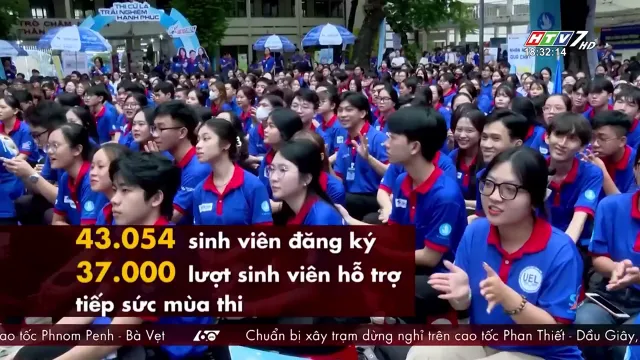 THI CỬ LÀ
TRẢI NGHIỆM
HẠNH PHÚC
HTV7 HD
18:32:14
43.054 sinh viên đăng ký
37.000 lượt sinh viên hỗ trợ
tiếp sức mùa thi
UEL
cao tốc Phnom Penh - Bà Vẹt
60
Chuẩn bị xây trạm dừng nghỉ trên cao tốc Phan Thiết - Dầu Giây